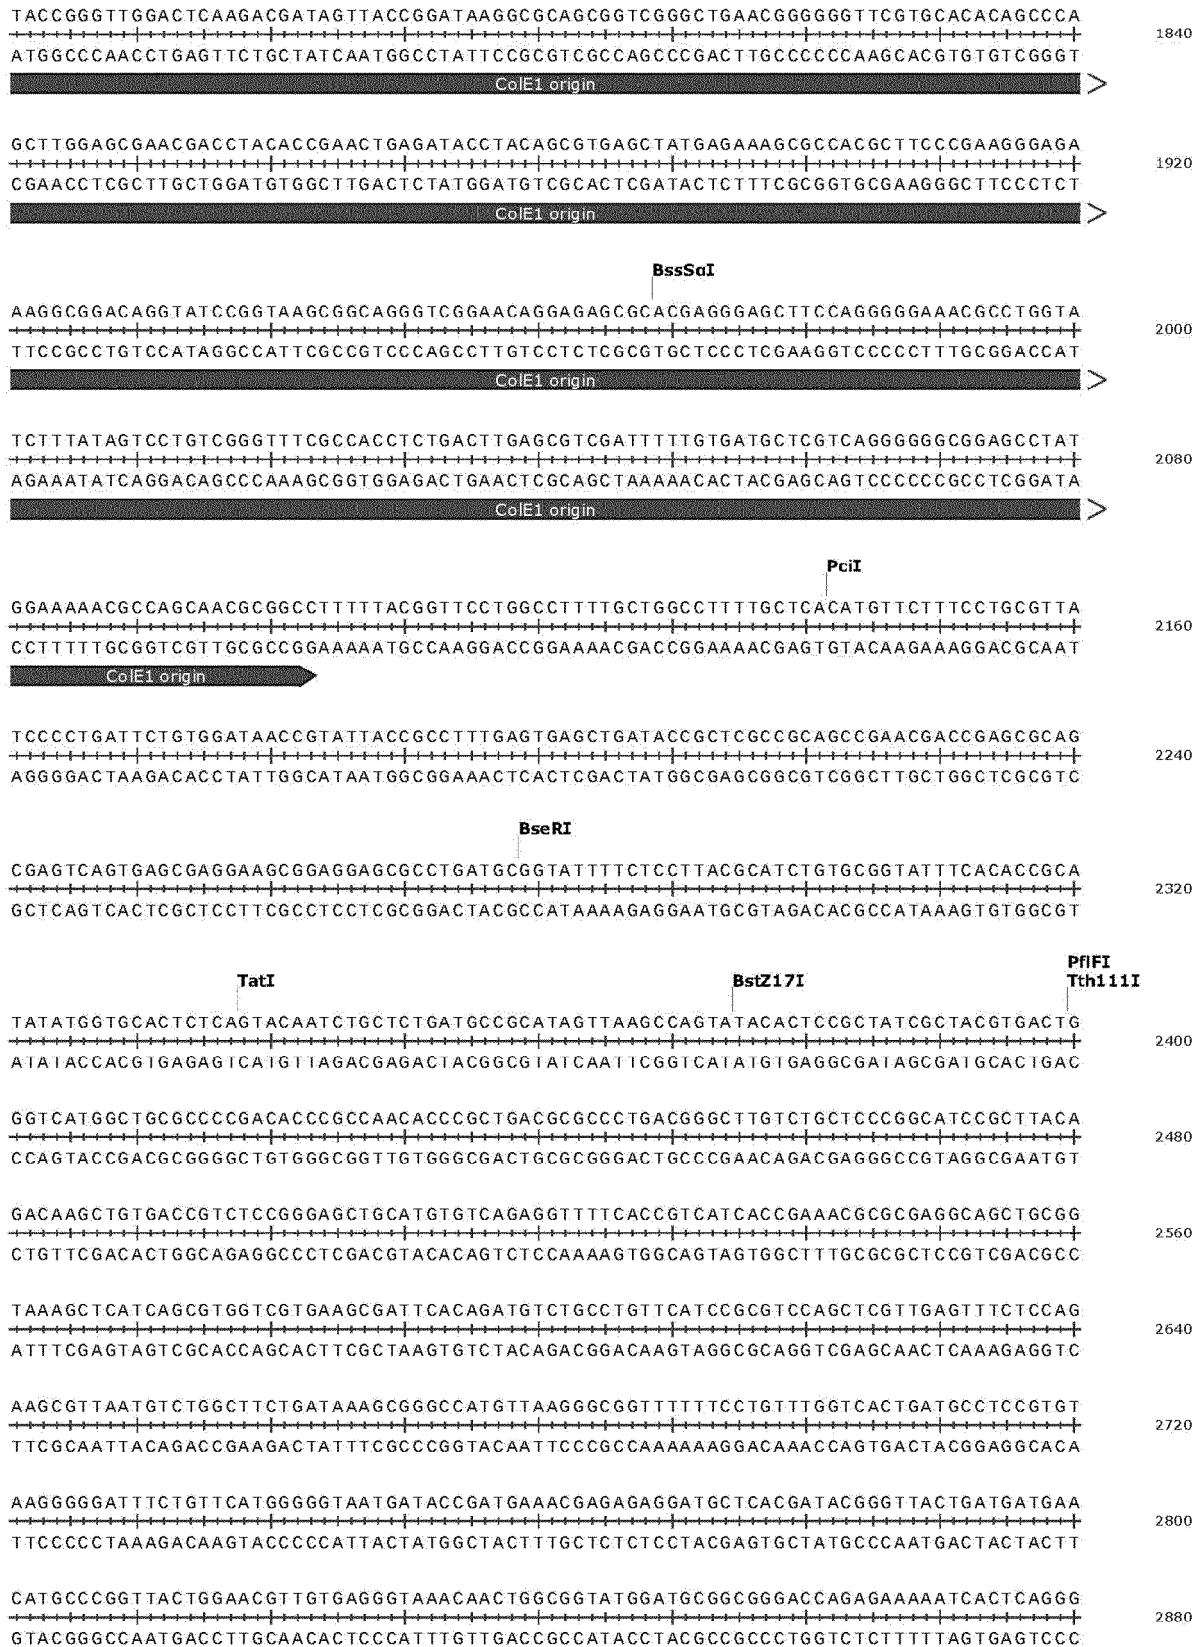 TACCGGGTTGGACTCAAGACGATAGTTACCGGATAAGGCGCAGCGGTCGGGCTGAACGGGGGGTTCGTGCACACAGCCCA
1840
ATGGCCCAACCTGAGTTCTGCTATCAATGGCCTATTCCGCGTCGCCAGCCCGACTTGCCCCCCAAGCACGTGTGTCGGGT
ColE1 origin
GCTTGGAGCGAACGACCTACACCGAACTGAGATACCTACAGCGTGAGCTATGAGAAAGCGCCACGCTTCCCGAAGGGAGA
1920
CGAACCTCGCTTGCTGGATGTGGCTTGACTCTATGGATGTCGCACTCGATACTCTTTCGCGGTGCGAAGGGCTTCCCTCT
ColE1 origin
BssSαI
AAGGCGGACAGGTATCCGGTAAGCGGCAGGGTCGGAACAGGAGAGCGCACGAGGGAGCTTCCAGGGGGAAACGCCTGGTA
2000
TTCCGCCTGTCCATAGGCCATTCGCCGTCCCAGCCTTGTCCTCTCGCGTGCTCCCTCGAAGGTCCCCCTTTGCGGACCAT
ColE1 origin
TCTTTATAGTCCTGTCGGGTTTCGCCACCTCTGACTTGAGCGTCGATTTTTGTGATGCTCGTCAGGGGGGCGGAGCCTAT
2080
AGAAATATCAGGACAGCCCAAAGCGGTGGAGACTGAACTCGCAGCTAAAAACACTACGAGCAGTCCCCCCGCCTCGGATA
ColE1 origin
PciI
GGAAAAACGCCAGCAACGCGGCCTTTTTACGGTTCCTGGCCTTTTGCTGGCCTTTTGCTCACATGTTCTTTCCTGCGTTA
2160
CCTTTTTGCGGTCGTTGCGCCGGAAAAATGCCAAGGACCGGAAAACGACCGGAAAACGAGTGTACAAGAAAGGACGCAAT
ColE1 origin
TCCCCTGATTCTGTGGATAACCGTATTACCGCCTTTGAGTGAGCTGATACCGCTCGCCGCAGCCGAACGACCGAGCGCAG
2240
AGGGGACTAAGACACCTATTGGCATAATGGCGGAAACTCACTCGACTATGGCGAGCGGCGTCGGCTTGCTGGCTCGCGTC
BseRI
CGAGTCAGTGAGCGAGGAAGCGGAGGAGCGCCTGATGCGGTATTTTCTCCTTACGCATCTGTGCGGTATTTCACACCGCA
2320
GCTCAGTCACTCGCTCCTTCGCCTCCTCGCGGACTACGCCATAAAAGAGGAATGCGTAGACACGCCATAAAGTGTGGCGT
PflFI
TatI BstZ17I Tth111I
TATATGGTGCACTCTCAGTACAATCTGCTCTGATGCCGCATAGTTAAGCCAGTATACACTCCGCTATCGCTACGTGACTG
2400
ATATACCACGTGAGAGTCATGTTAGACGAGACTACGGCGTATCAATTCGGTCATATGTGAGGCGATAGCGATGCACTGAC
GGTCATGGCTGCGCCCCGACACCCGCCAACACCCGCTGACGCGCCCTGACGGGCTTGTCTGCTCCCGGCATCCGCTTACA
2480
CCAGTACCGACGCGGGGCTGTGGGCGGTTGTGGGCGACTGCGCGGGACTGCCCGAACAGACGAGGGCCGTAGGCGAATGT
GACAAGCTGTGACCGTCTCCGGGAGCTGCATGTGTCAGAGGTTTTCACCGTCATCACCGAAACGCGCGAGGCAGCTGCGG
2560
CTGTTCGACACTGGCAGAGGCCCTCGACGTACACAGTCTCCAAAAGTGGCAGTAGTGGCTTTGCGCGCTCCGTCGACGCC
TAAAGCTCATCAGCGTGGTCGTGAAGCGATTCACAGATGTCTGCCTGTTCATCCGCGTCCAGCTCGTTGAGTTTCTCCAG
2640
ATTTCGAGTAGTCGCACCAGCACTTCGCTAAGTGTCTACAGACGGACAAGTAGGCGCAGGTCGAGCAACTCAAAGAGGTC
AAGCGTTAATGTCTGGCTTCTGATAAAGCGGGCCATGTTAAGGGCGGTTTTTTCCTGTTTGGTCACTGATGCCTCCGTGT
2720
TTCGCAATTACAGACCGAAGACTATTTCGCCCGGTACAATTCCCGCCAAAAAAGGACAAACCAGTGACTACGGAGGCACA
AAGGGGGATTTCTGTTCATGGGGGTAATGATACCGATGAAACGAGAGAGGATGCTCACGATACGGGTTACTGATGATGAA
2800
TTCCCCCTAAAGACAAGTACCCCCATTACTATGGCTACTTTGCTCTCTCCTACGAGTGCTATGCCCAATGACTACTACTT
CATGCCCGGTTACTGGAACGTTGTGAGGGTAAACAACTGGCGGTATGGATGCGGCGGGACCAGAGAAAAATCACTCAGGG
2880
GTACGGGCCAATGACCTTGCAACACTCCCATTTGTTGACCGCCATACCTACGCCGCCCTGGTCTCTTTTTAGTGAGTCCC